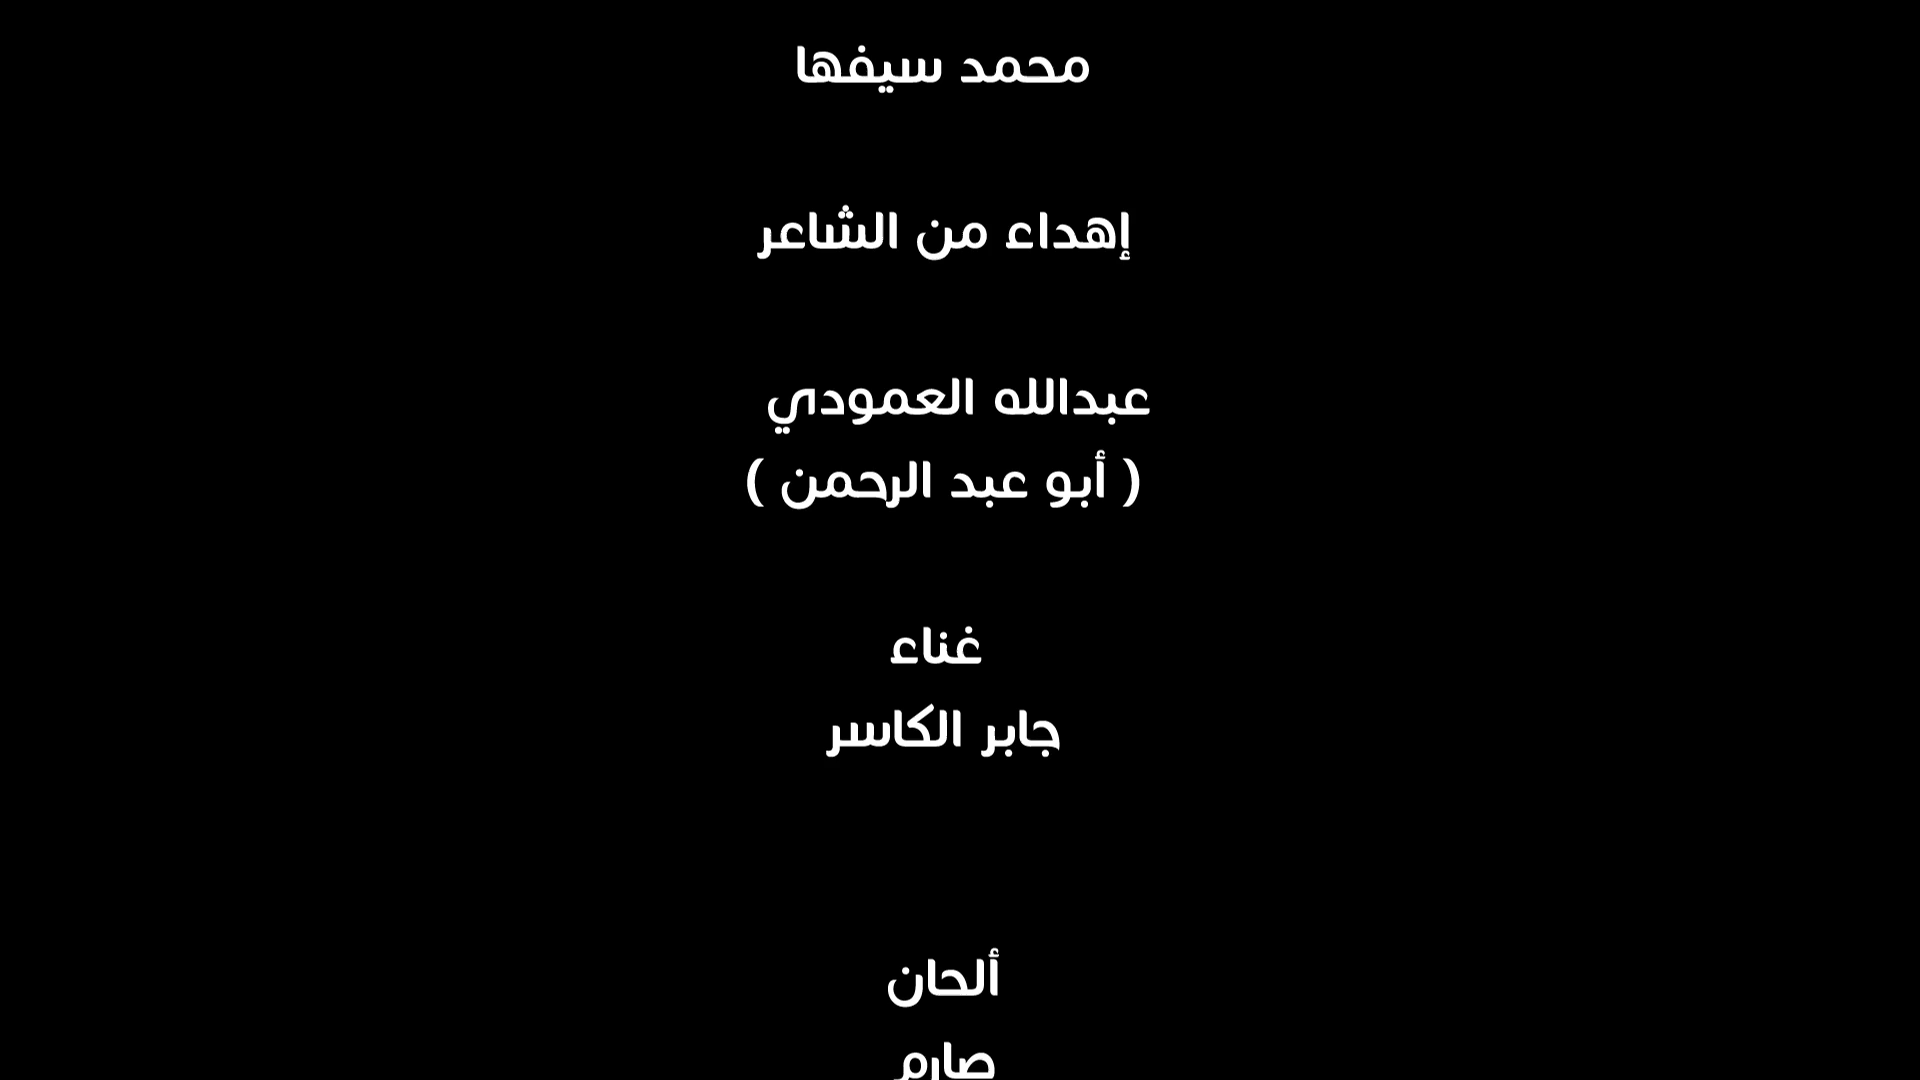 محمد سيفها
إهداء من الشاعر
عبدالله العمودي
( أبو عبد الرحمن )
غناء
جابر الكاسر
ألحان
صارم